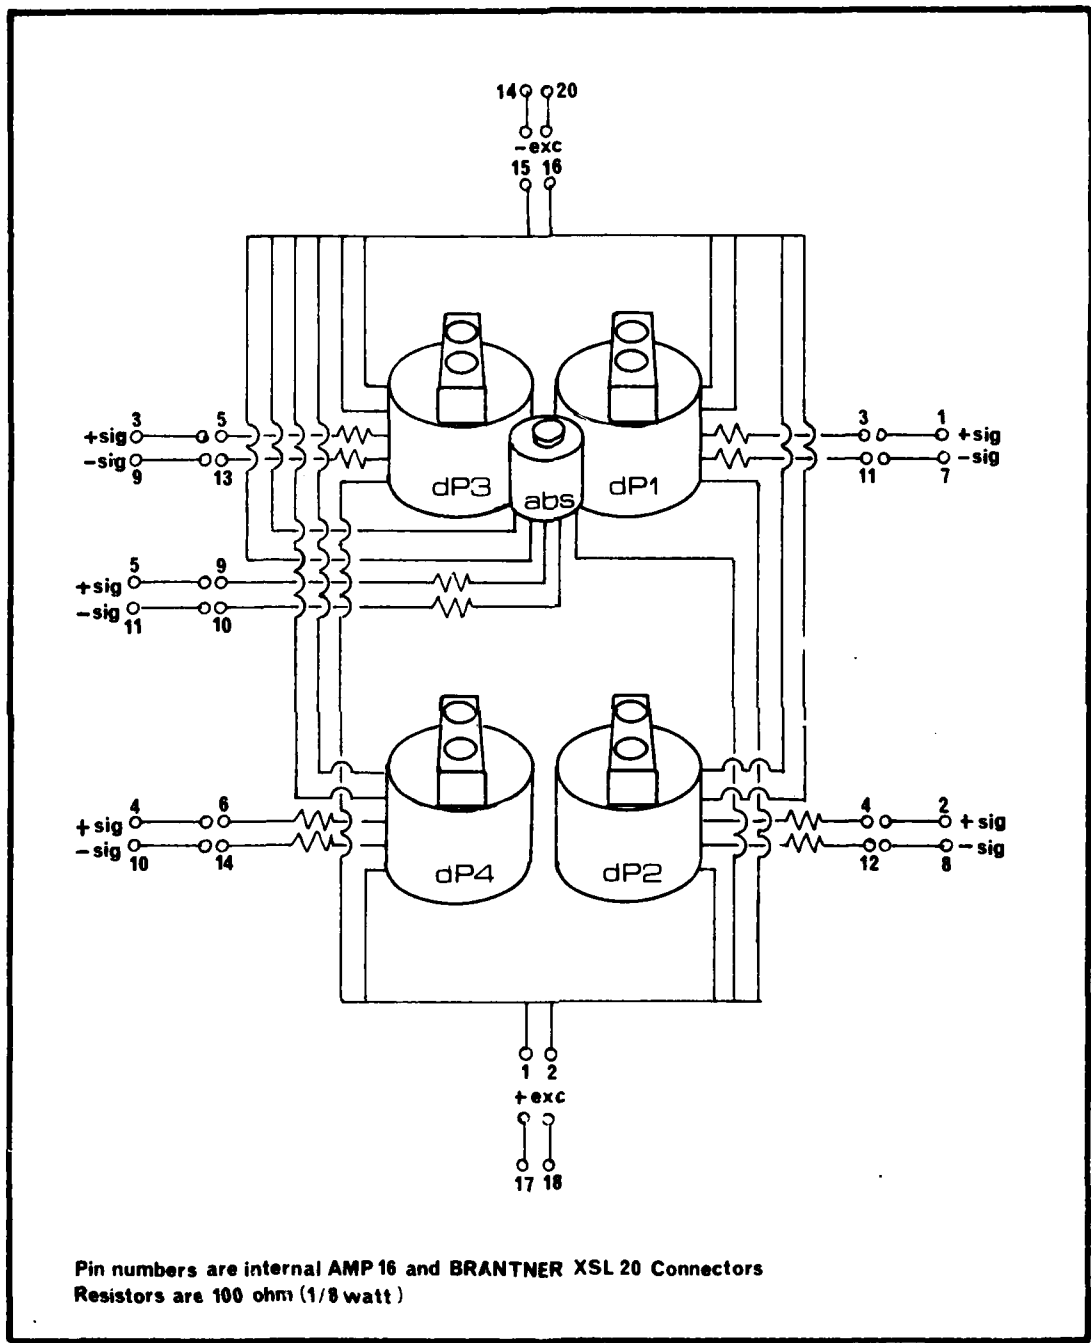 14 20
-exc
15 16
3 5
+sig
-sig
9 13
3 1
+sig
-sig
11 7
dP3
abs
dP1
5 9
+sig
-sig
11 10
4 6
+sig
-sig
10 14
4 2
+sig
-sig
12 8
dP4
dP2
1 2
+exc
17 18
Pin numbers are internal AMP 16 and BRANTNER XSL 20 Connectors
Resistors are 100 ohm (1/8 watt)